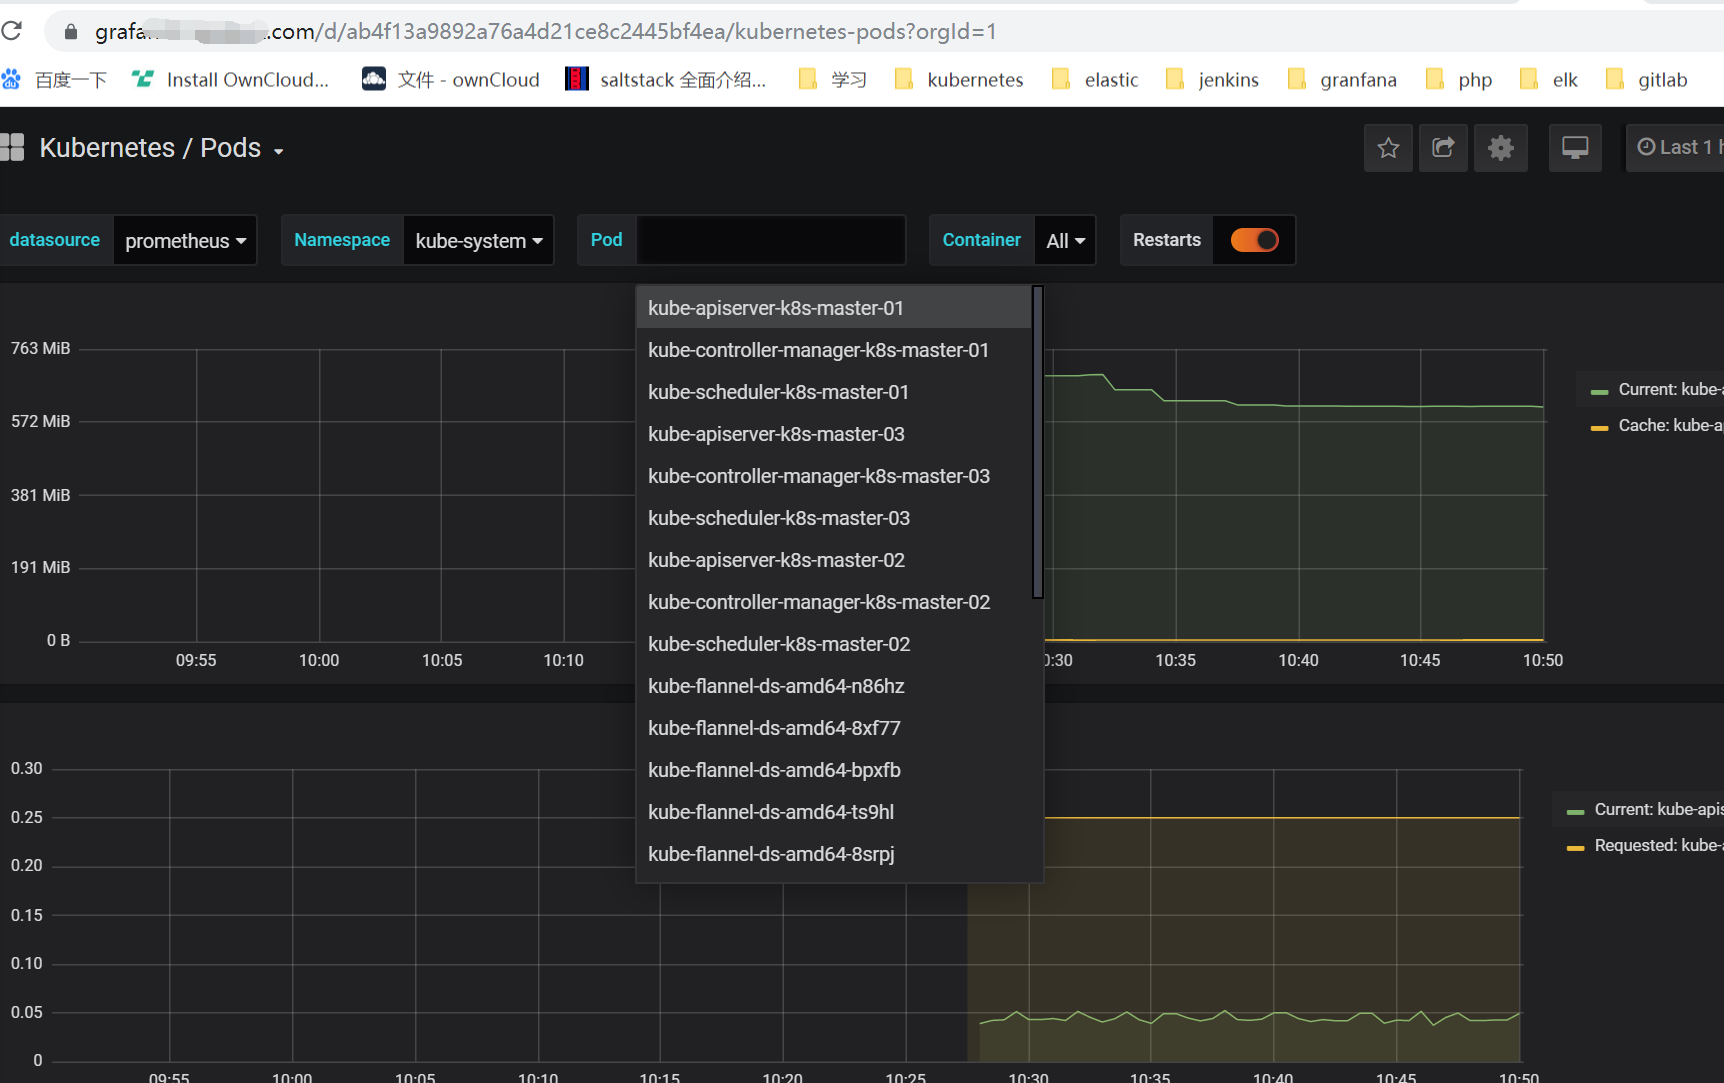 grafa .com/d/ab4f13a9892a76a4d21ce8c2445bf4ea/kubernetes-pods?orgId=1
百度一下 Install OwnCloud... 文件 - ownCloud saltstack 全面介绍... 学习 kubernetes elastic jenkins granfana php elk gitlab
Kubernetes / Pods
Last 1 h
datasource prometheus Namespace kube-system Pod Container All Restarts
kube-apiserver-k8s-master-01
kube-controller-manager-k8s-master-01
kube-scheduler-k8s-master-01
kube-apiserver-k8s-master-03
kube-controller-manager-k8s-master-03
kube-scheduler-k8s-master-03
kube-apiserver-k8s-master-02
kube-controller-manager-k8s-master-02
kube-scheduler-k8s-master-02
kube-flannel-ds-amd64-n86hz
kube-flannel-ds-amd64-8xf77
kube-flannel-ds-amd64-bpxfb
kube-flannel-ds-amd64-ts9hl
kube-flannel-ds-amd64-8srpj
763 MiB
572 MiB
381 MiB
191 MiB
0 B
09:55 10:00 10:05 10:10 0:30 10:35 10:40 10:45 10:50
Current: kube-a
Cache: kube-a
0.30
0.25
0.20
0.15
0.10
0.05
0
09:55 10:00 10:05 10:10 10:15 10:20 10:25 10:30 10:35 10:40 10:45 10:50
Current: kube-apis
Requested: kube-a